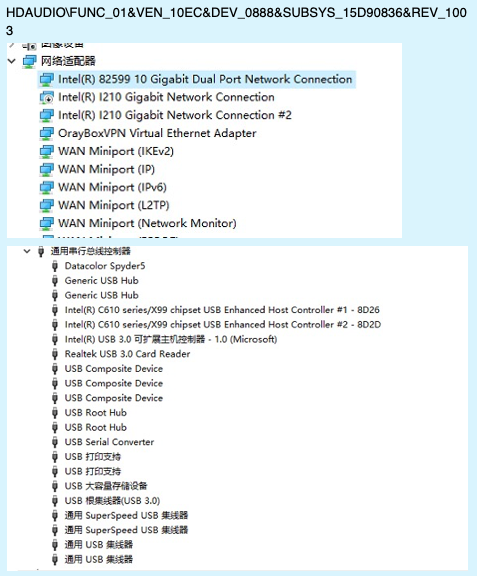 HDAUDIO\FUNC_01&VEN_10EC&DEV_0888&SUBSYS_15D90836&REV_100
3
图像设备
网络适配器
Intel(R) 82599 10 Gigabit Dual Port Network Connection
Intel(R) I210 Gigabit Network Connection
Intel(R) I210 Gigabit Network Connection #2
OrayBoxVPN Virtual Ethernet Adapter
WAN Miniport (IKEv2)
WAN Miniport (IP)
WAN Miniport (IPv6)
WAN Miniport (L2TP)
WAN Miniport (Network Monitor)
通用串行总线控制器
Datacolor Spyder5
Generic USB Hub
Generic USB Hub
Intel(R) C610 series/X99 chipset USB Enhanced Host Controller #1 - 8D26
Intel(R) C610 series/X99 chipset USB Enhanced Host Controller #2 - 8D2D
Intel(R) USB 3.0 可扩展主机控制器 - 1.0 (Microsoft)
Realtek USB 3.0 Card Reader
USB Composite Device
USB Composite Device
USB Composite Device
USB Root Hub
USB Root Hub
USB Serial Converter
USB 打印支持
USB 打印支持
USB 大容量存储设备
USB 根集线器(USB 3.0)
通用 SuperSpeed USB 集线器
通用 SuperSpeed USB 集线器
通用 USB 集线器
通用 USB 集线器